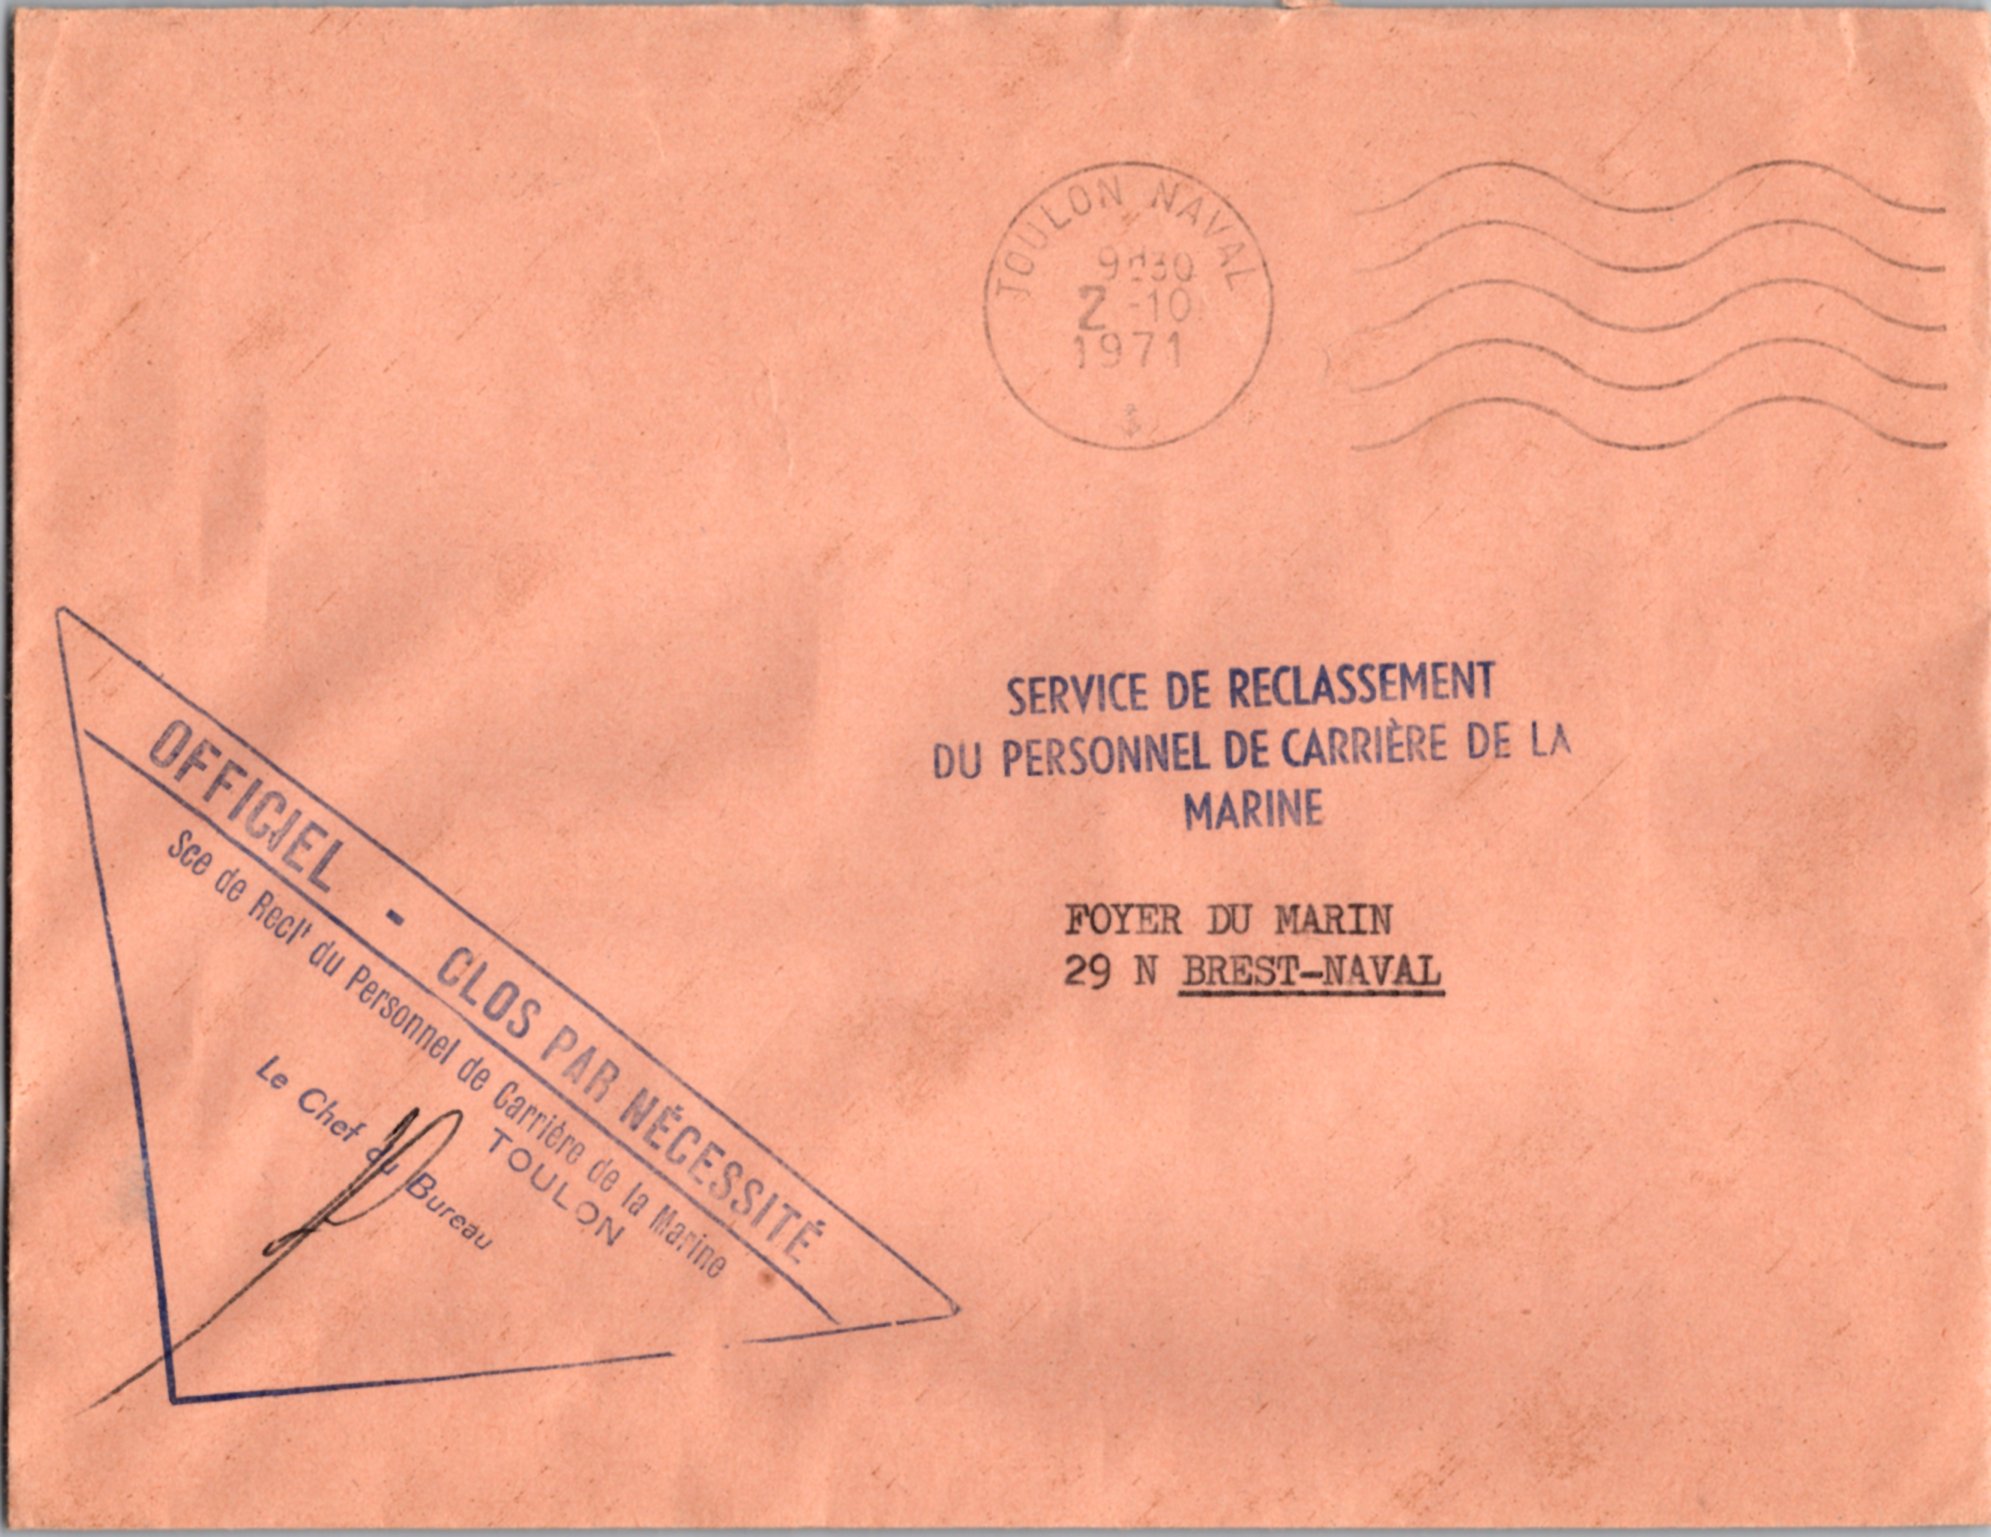 TOULON NAVAL
9H30
2 -10
1971
SERVICE DE RECLASSEMENT
DU PERSONNEL DE CARRIÈRE DE LA
MARINE
FOYER DU MARIN
29 N BREST-NAVAL
OFFICIEL - CLOS PAR NÉCESSITÉ
Sce de Reclt du Personnel de Carrière de la Marine
TOULON
Le Chef du Bureau